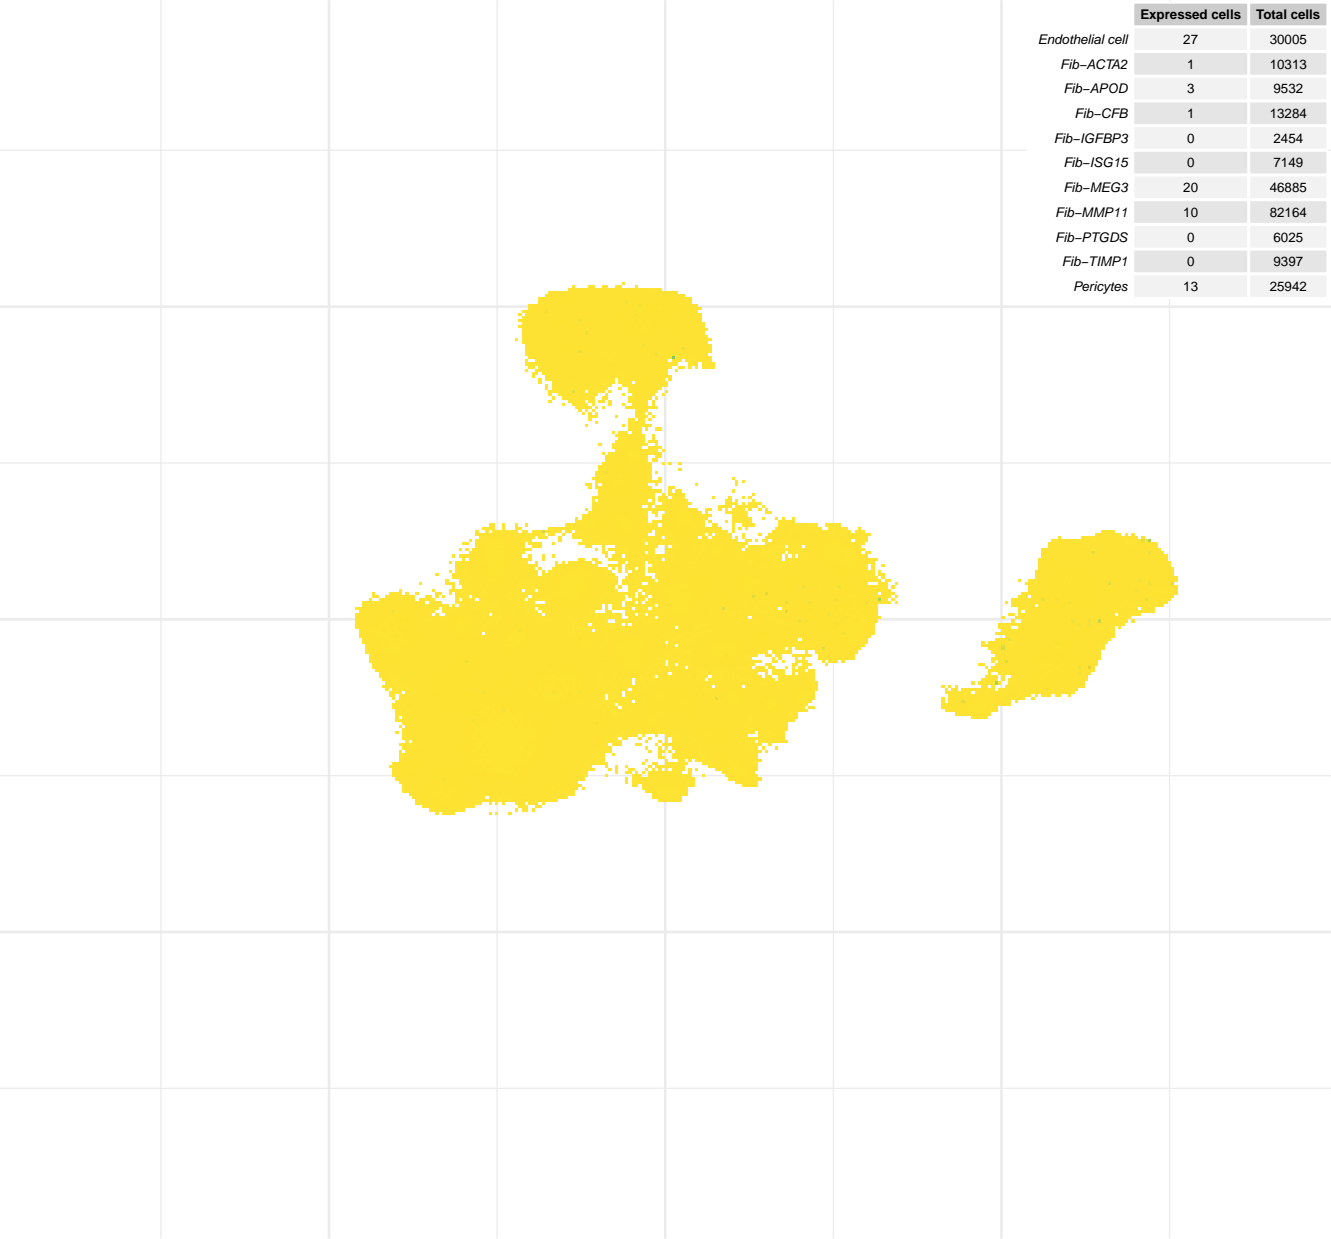 Expressed cells Total cells
Endothelial cell 27 30005
Fib−ACTA2 1 10313
Fib−APOD 3 9532
Fib−CFB 1 13284
Fib−IGFBP3 0 2454
Fib−ISG15 0 7149
Fib−MEG3 20 46885
Fib−MMP11 10 82164
Fib−PTGDS 0 6025
Fib−TIMP1 0 9397
Pericytes 13 25942